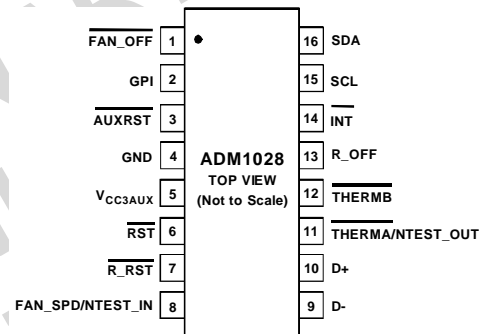 FAN_OFF 1
GPI 2
AUXRST 3
GND 4
VCC3AUX 5
RST 6
R_RST 7
FAN_SPD/NTEST_IN 8
ADM1028
TOP VIEW
(Not to Scale)
16 SDA
15 SCL
14 INT
13 R_OFF
12 THERMB
11 THERMA/NTEST_OUT
10 D+
9 D-